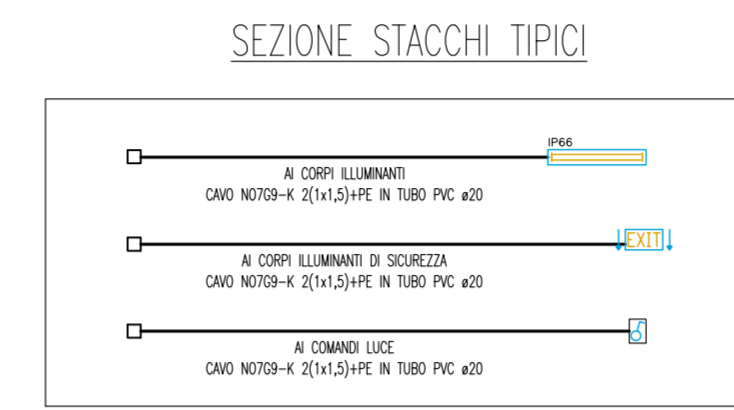 SEZIONE STACCHI TIPICI
IP66
AI CORPI ILLUMINANTI
CAVO N07G9-K 2(1x1,5)+PE IN TUBO PVC ø20
EXIT
AI CORPI ILLUMINANTI DI SICUREZZA
CAVO N07G9-K 2(1x1,5)+PE IN TUBO PVC ø20
AI COMANDI LUCE
CAVO N07G9-K 2(1x1,5)+PE IN TUBO PVC ø20